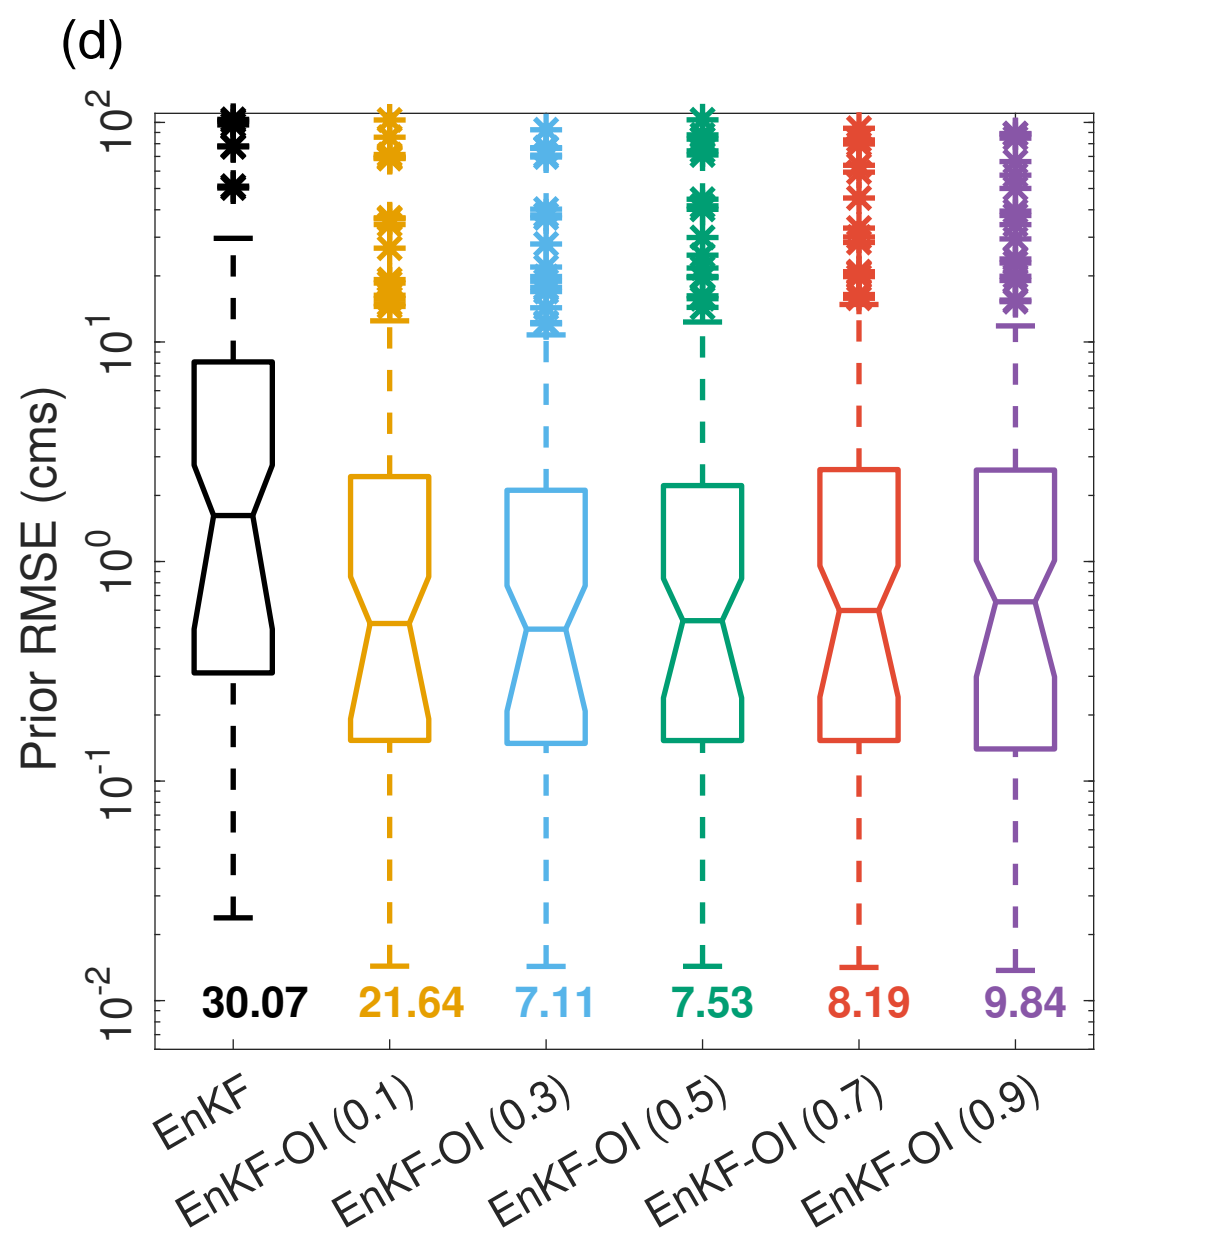 (d)
Prior RMSE (cms)
10^2
10^1
10^0
10^-1
10^-2
30.07 21.64 7.11 7.53 8.19 9.84
EnKF
EnKF-OI (0.1)
EnKF-OI (0.3)
EnKF-OI (0.5)
EnKF-OI (0.7)
EnKF-OI (0.9)